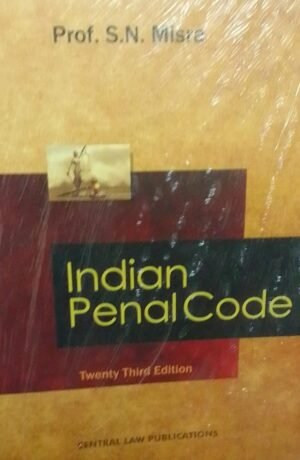 Prof. S.N. Misra
Indian
Penal Code
Twenty Third Edition
CENTRAL LAW PUBLICATIONS